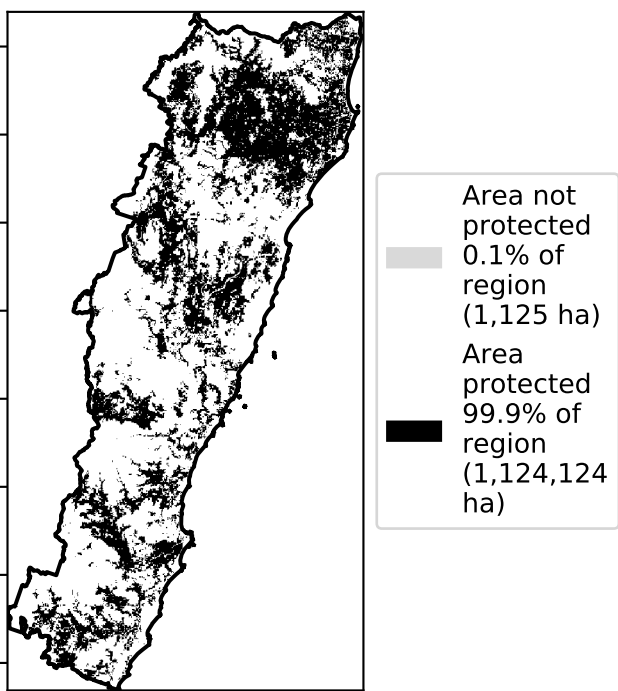 Area not
protected
0.1% of
region
(1,125 ha)
Area
protected
99.9% of
region
(1,124,124
ha)